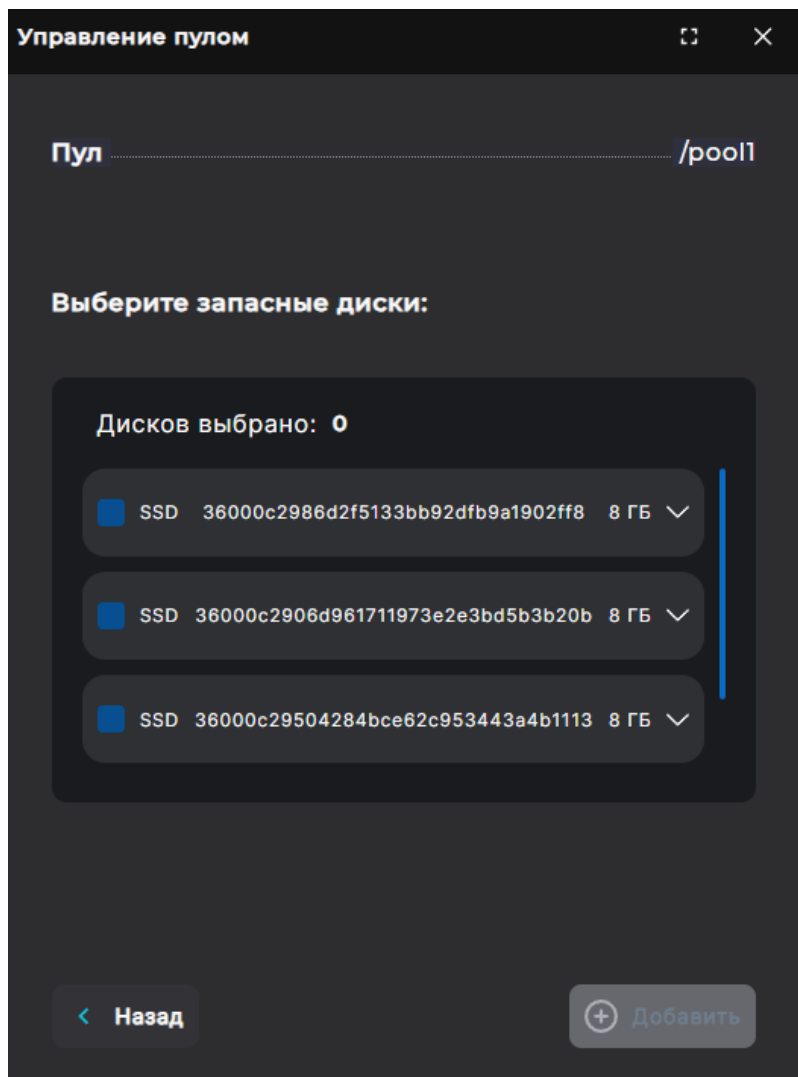 Управление пулом
Пул /pool1
Выберите запасные диски:
Дисков выбрано: 0
SSD 36000c2986d2f5133bb92dfb9a1902ff8 8 ГБ
SSD 36000c2906d961711973e2e3bd5b3b20b 8 ГБ
SSD 36000c29504284bce62c953443a4b1113 8 ГБ
Назад Добавить